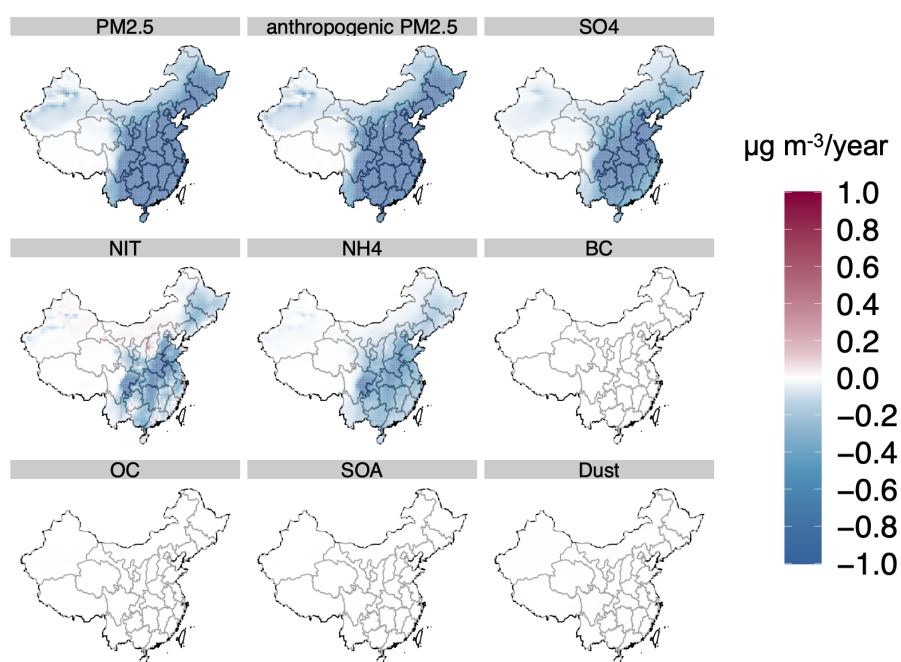 PM2.5
anthropogenic PM2.5
SO4
μg m-3/year
1.0
0.8
0.6
0.4
0.2
0.0
−0.2
−0.4
−0.6
−0.8
−1.0
NIT
NH4
BC
OC
SOA
Dust